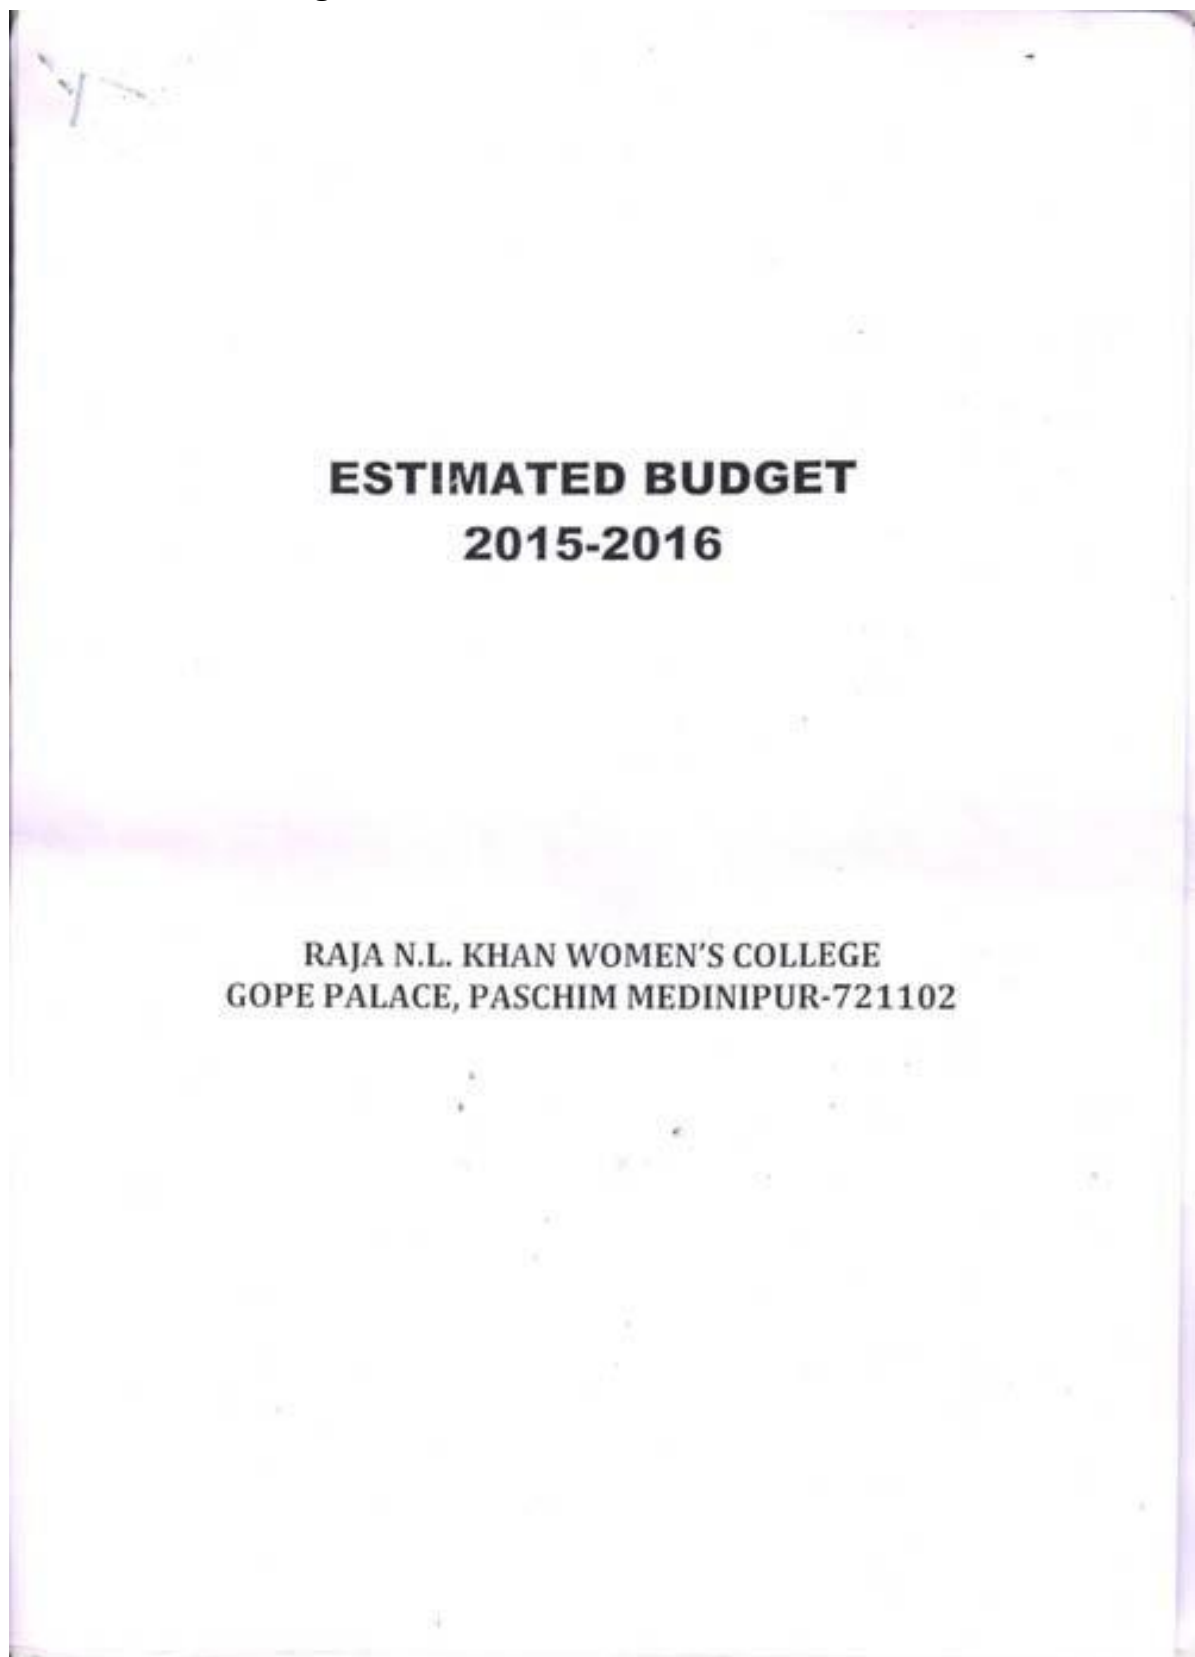 ESTIMATED BUDGET
2015-2016
RAJA N.L. KHAN WOMEN'S COLLEGE
GOPE PALACE, PASCHIM MEDINIPUR-721102